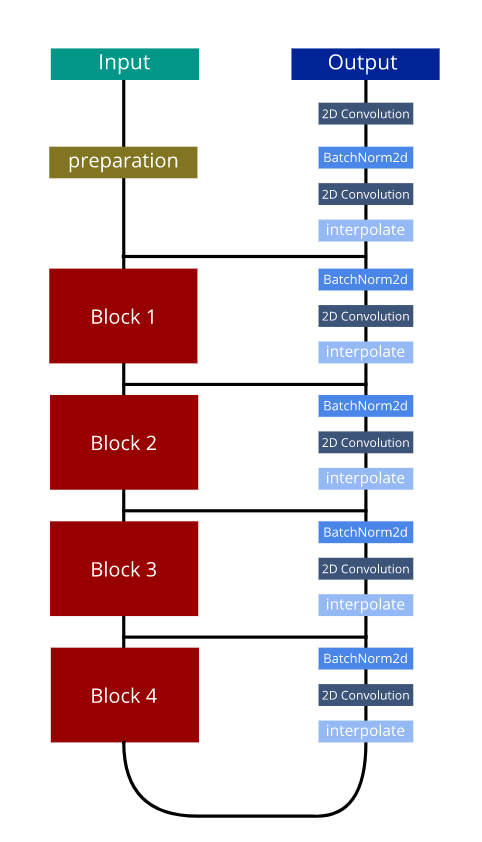 Input
Output
2D Convolution
preparation
BatchNorm2d
2D Convolution
interpolate
Block 1
BatchNorm2d
2D Convolution
interpolate
Block 2
BatchNorm2d
2D Convolution
interpolate
Block 3
BatchNorm2d
2D Convolution
interpolate
Block 4
BatchNorm2d
2D Convolution
interpolate